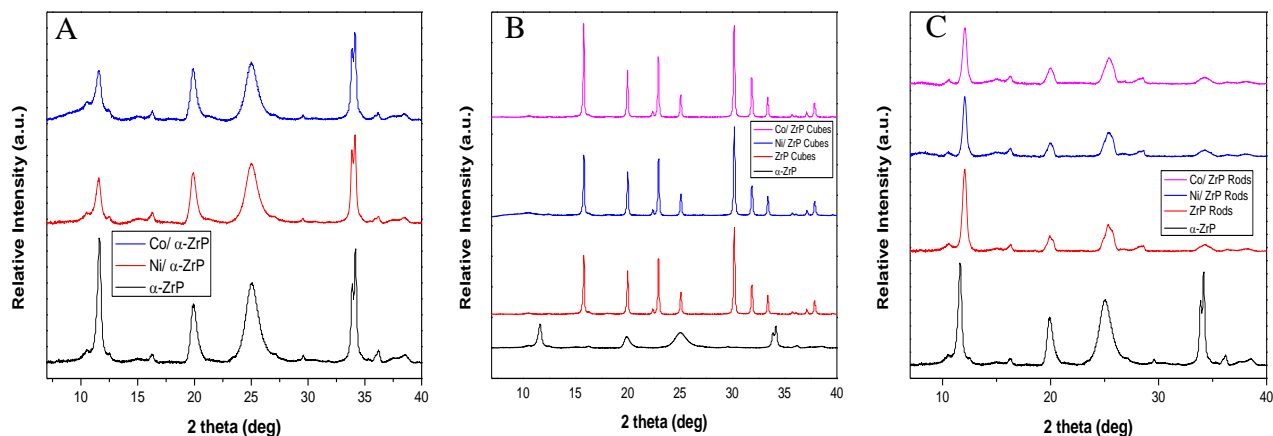 A
Relative Intensity (a.u.)
Co/ α-ZrP
Ni/ α-ZrP
α-ZrP
10 15 20 25 30 35 40
2 theta (deg)
B
Relative Intensity (a.u.)
Co/ ZrP Cubes
Ni/ ZrP Cubes
ZrP Cubes
α-ZrP
10 15 20 25 30 35 40
2 theta (deg)
C
Relative Intensity (a.u.)
Co/ ZrP Rods
Ni/ ZrP Rods
ZrP Rods
α-ZrP
10 20 30 40
2 theta (deg)